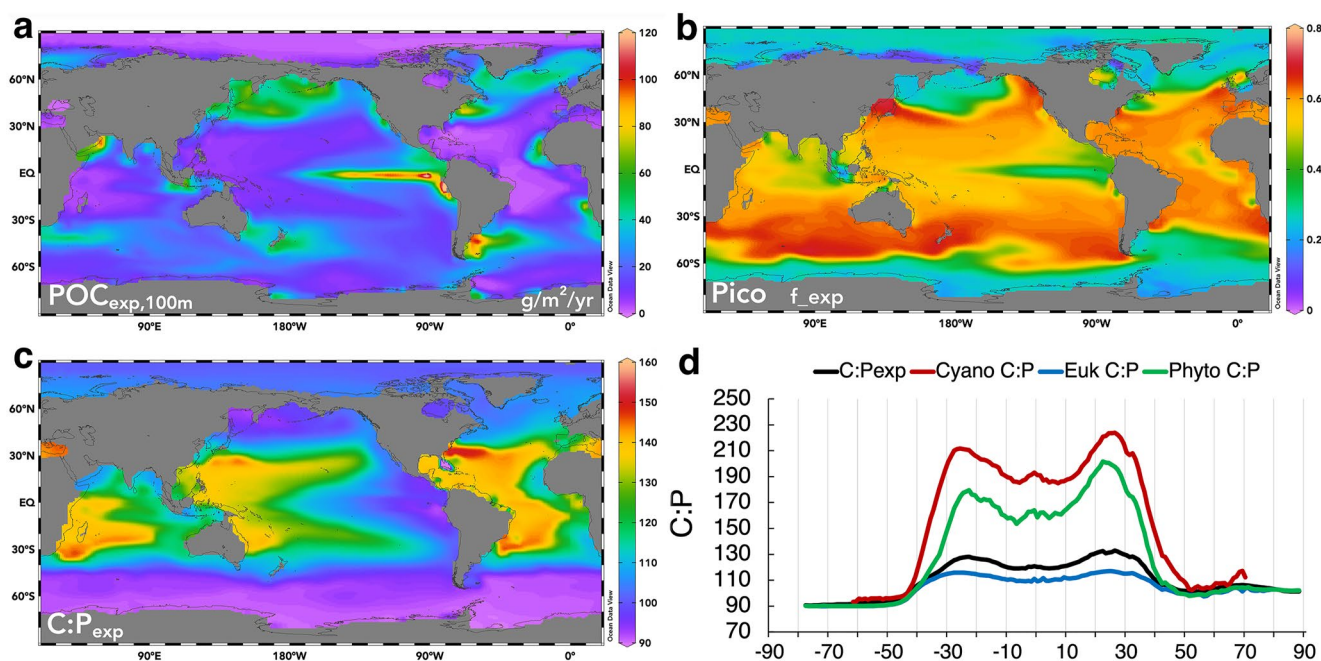 a
120
100
80
60
40
20
0
60°N
30°N
EQ
30°S
60°S
POCexp,100m
g/m²/yr
Ocean Data View
90°E
180°W
90°W
0°
b
0.8
0.6
0.4
0.2
0
60°N
30°N
EQ
30°S
60°S
Pico f_exp
Ocean Data View
90°E
180°W
90°W
0°
c
160
150
140
130
120
110
100
90
60°N
30°N
EQ
30°S
60°S
C:Pexp
Ocean Data View
90°E
180°W
90°W
0°
d
C:Pexp Cyano C:P Euk C:P Phyto C:P
250
230
210
190
170
150
130
110
90
70
C:P
-90 -70 -50 -30 -10 10 30 50 70 90